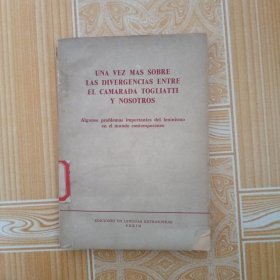 UNA VEZ MAS SOBRE
LAS DIVERGENCIAS ENTRE
EL CAMARADA TOGLIATTI
Y NOSOTROS
Algunos problemas importantes del leninismo
en el mundo contemporaneo
EDICIONES EN LENGUAS EXTRANJERAS
PEKIN